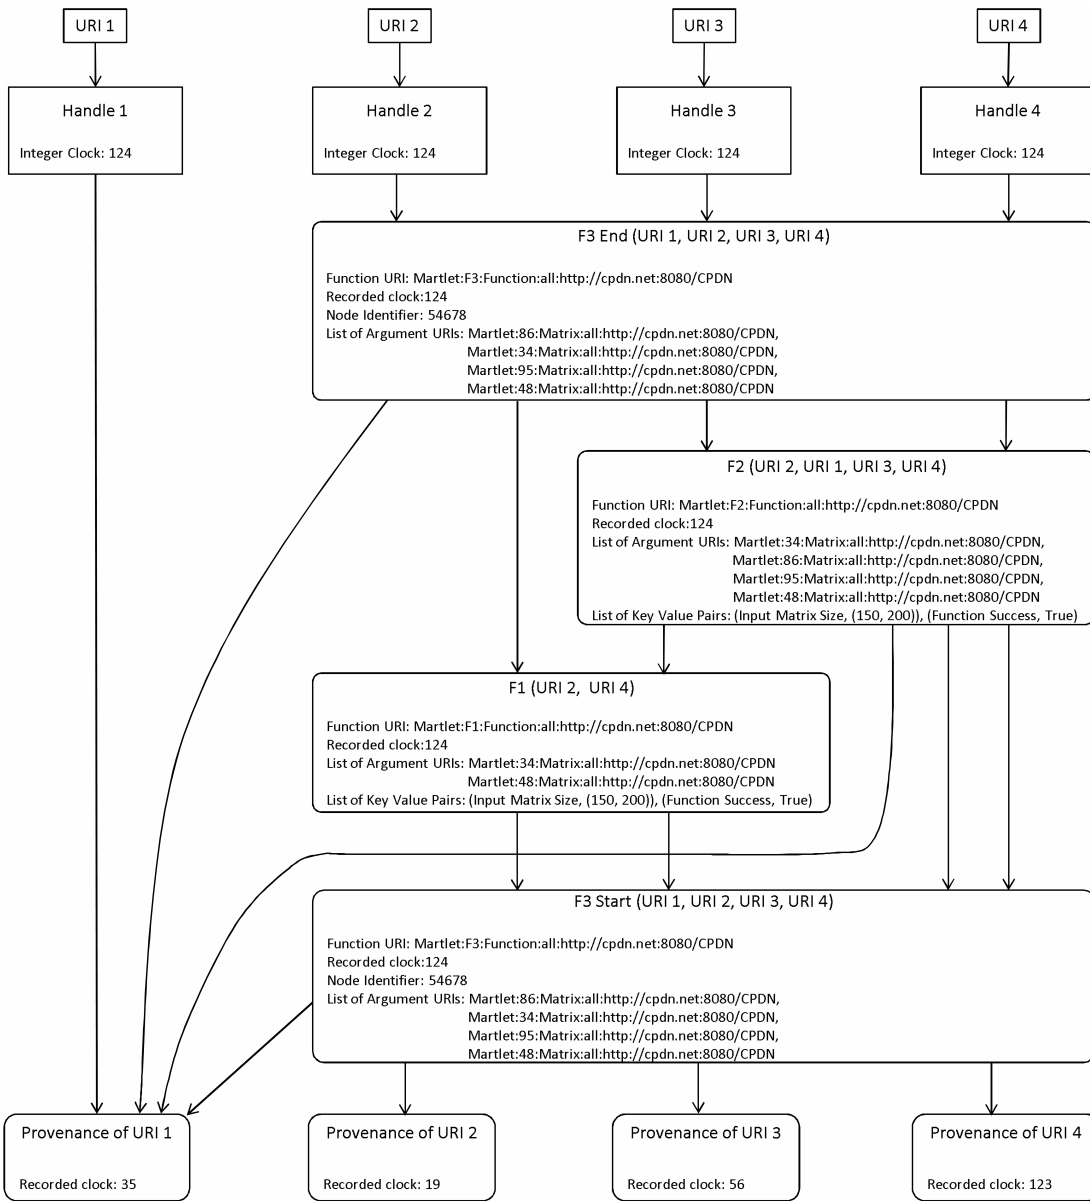 URI 1
URI 2
URI 3
URI 4
Handle 1
Integer Clock: 124
Handle 2
Integer Clock: 124
Handle 3
Integer Clock: 124
Handle 4
Integer Clock: 124
F3 End (URI 1, URI 2, URI 3, URI 4)
Function URI: Martlet:F3:Function:all:http://cpdn.net:8080/CPDN
Recorded clock:124
Node Identifier: 54678
List of Argument URIs: Martlet:86:Matrix:all:http://cpdn.net:8080/CPDN,
Martlet:34:Matrix:all:http://cpdn.net:8080/CPDN,
Martlet:95:Matrix:all:http://cpdn.net:8080/CPDN,
Martlet:48:Matrix:all:http://cpdn.net:8080/CPDN
F2 (URI 2, URI 1, URI 3, URI 4)
Function URI: Martlet:F2:Function:all:http://cpdn.net:8080/CPDN
Recorded clock:124
List of Argument URIs: Martlet:34:Matrix:all:http://cpdn.net:8080/CPDN,
Martlet:86:Matrix:all:http://cpdn.net:8080/CPDN,
Martlet:95:Matrix:all:http://cpdn.net:8080/CPDN,
Martlet:48:Matrix:all:http://cpdn.net:8080/CPDN
List of Key Value Pairs: (Input Matrix Size, (150, 200)), (Function Success, True)
F1 (URI 2, URI 4)
Function URI: Martlet:F1:Function:all:http://cpdn.net:8080/CPDN
Recorded clock:124
List of Argument URIs: Martlet:34:Matrix:all:http://cpdn.net:8080/CPDN
Martlet:48:Matrix:all:http://cpdn.net:8080/CPDN
List of Key Value Pairs: (Input Matrix Size, (150, 200)), (Function Success, True)
F3 Start (URI 1, URI 2, URI 3, URI 4)
Function URI: Martlet:F3:Function:all:http://cpdn.net:8080/CPDN
Recorded clock:124
Node Identifier: 54678
List of Argument URIs: Martlet:86:Matrix:all:http://cpdn.net:8080/CPDN,
Martlet:34:Matrix:all:http://cpdn.net:8080/CPDN,
Martlet:95:Matrix:all:http://cpdn.net:8080/CPDN,
Martlet:48:Matrix:all:http://cpdn.net:8080/CPDN
Provenance of URI 1
Recorded clock: 35
Provenance of URI 2
Recorded clock: 19
Provenance of URI 3
Recorded clock: 56
Provenance of URI 4
Recorded clock: 123